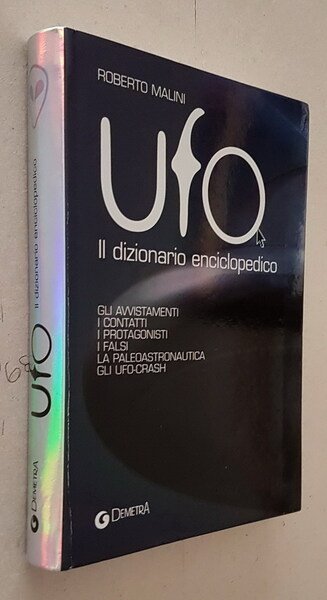 ROBERTO MALINI
UFO
Il dizionario enciclopedico
GLI AVVISTAMENTI
I CONTATTI
I PROTAGONISTI
I FALSI
LA PALEOASTRONAUTICA
GLI UFO-CRASH
DEMETRA
UFO Il dizionario enciclopedico
DEMETRA